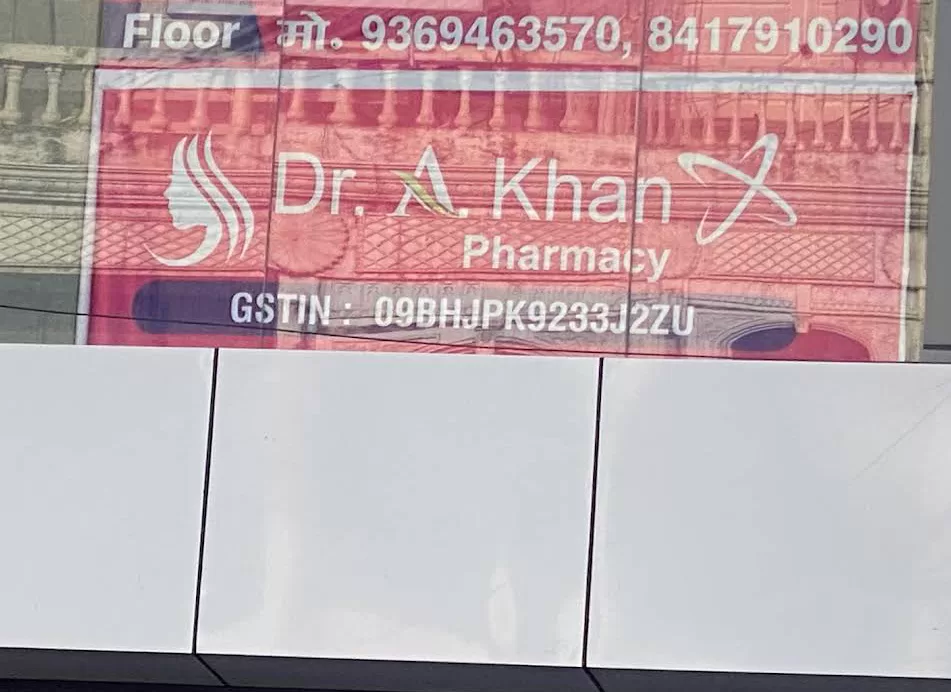 Floor मो. 9369463570, 8417910290
Dr. A. Khan
Pharmacy
GSTIN : 09BHJPK9233J2ZU